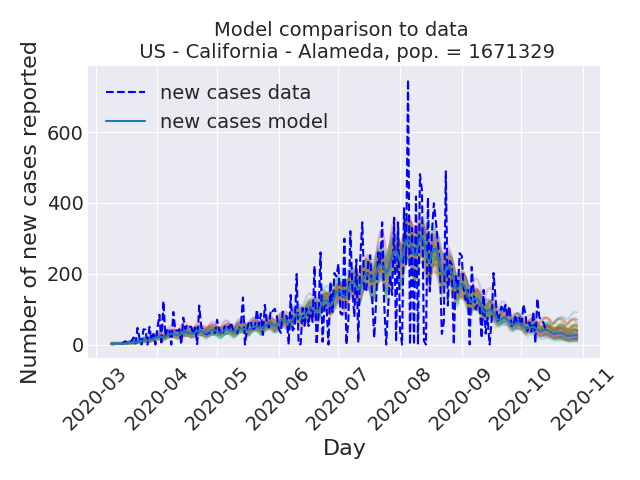 Model comparison to data
US - California - Alameda, pop. = 1671329
new cases data
new cases model
Number of new cases reported
600
400
200
0
2020-03
2020-04
2020-05
2020-06
2020-07
2020-08
2020-09
2020-10
2020-11
Day